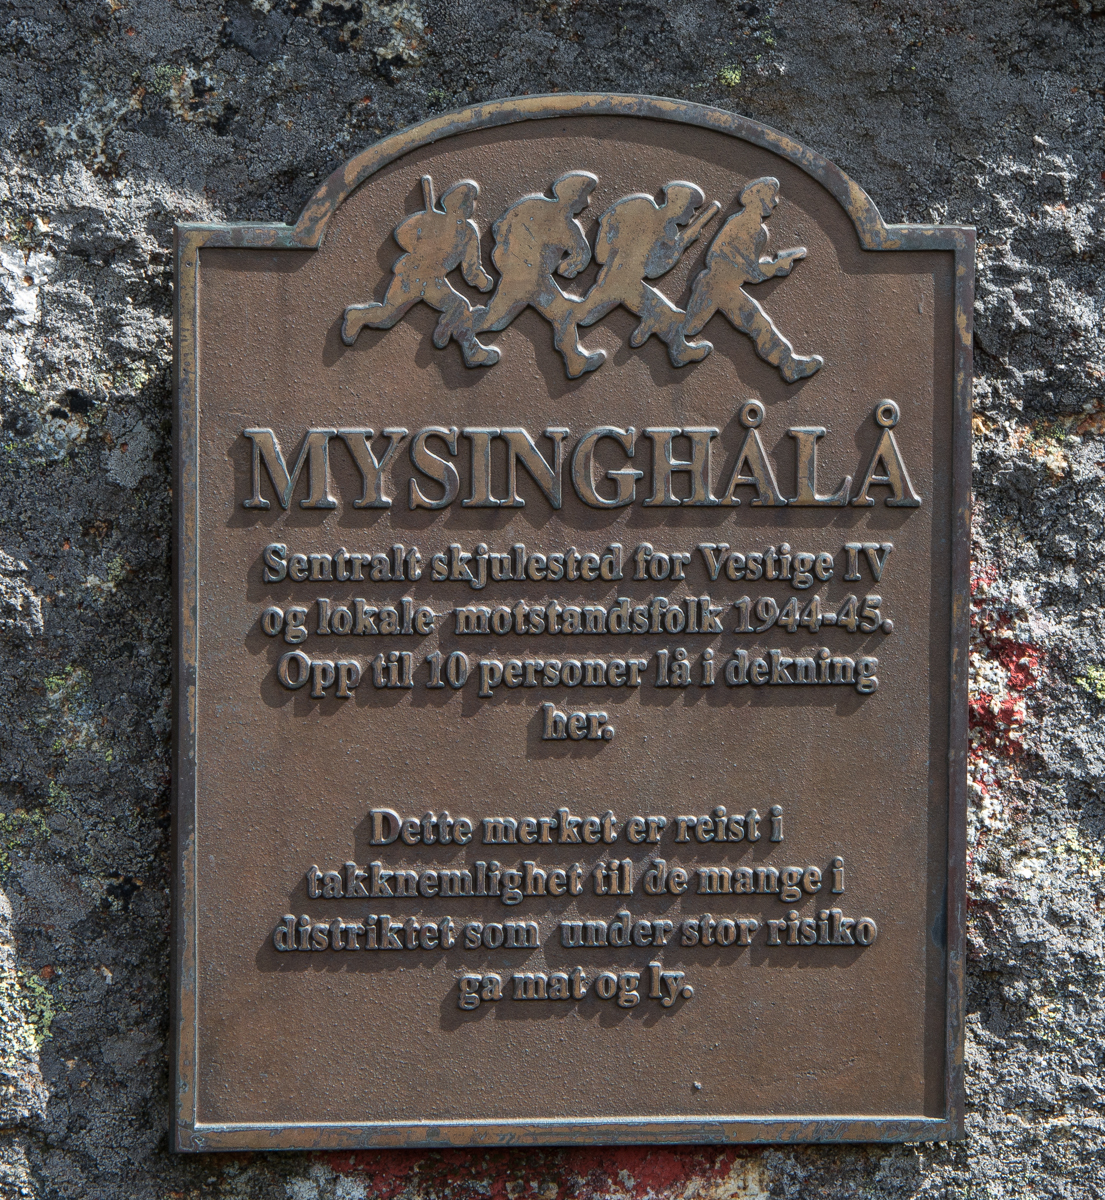 MYSINGHÅLÅ
Sentralt skjulested for Vestige IV
og lokale motstandsfolk 1944-45.
Opp til 10 personer lå i dekning
her.
Dette merket er reist i
takknemlighet til de mange i
distriktet som under stor risiko
ga mat og ly.